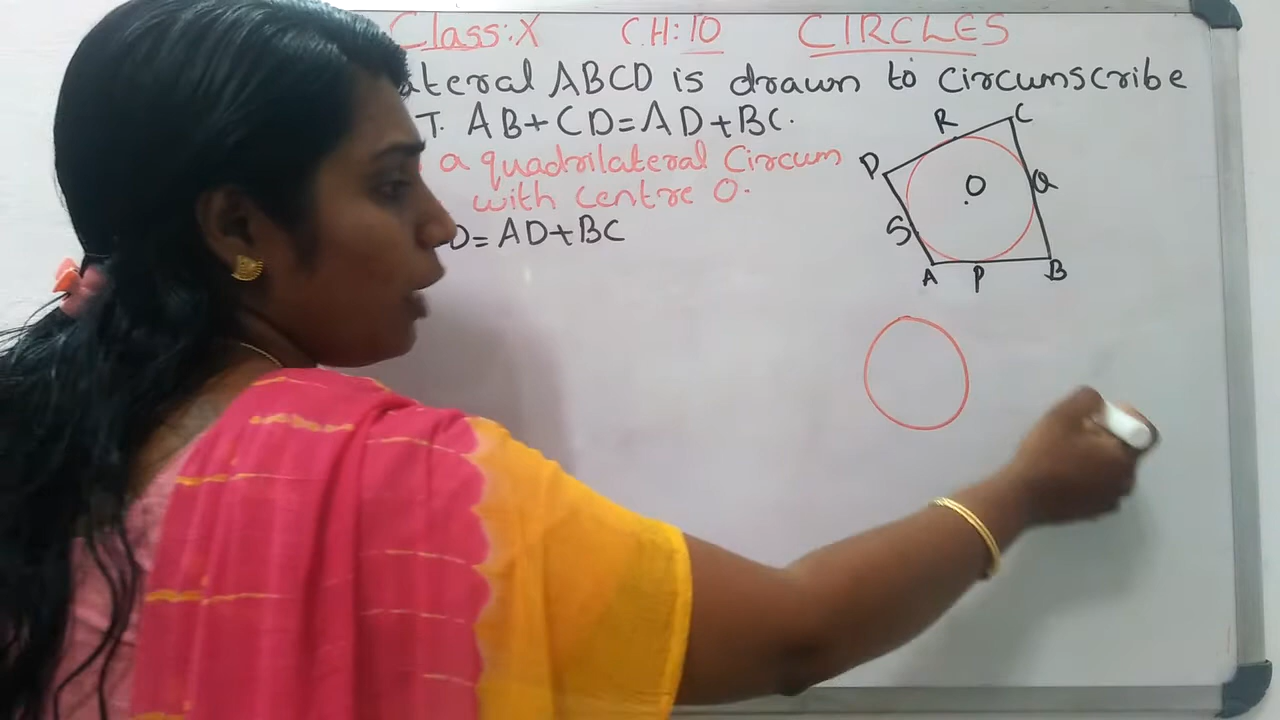 Class:X CH:10 CIRCLES
ateral ABCD is drawn to circumscribe
T. AB+CD=AD+BC.
a quadrilateral Circum
with centre O.
D=AD+BC
R
C
D
O
Q
S
A
P
B